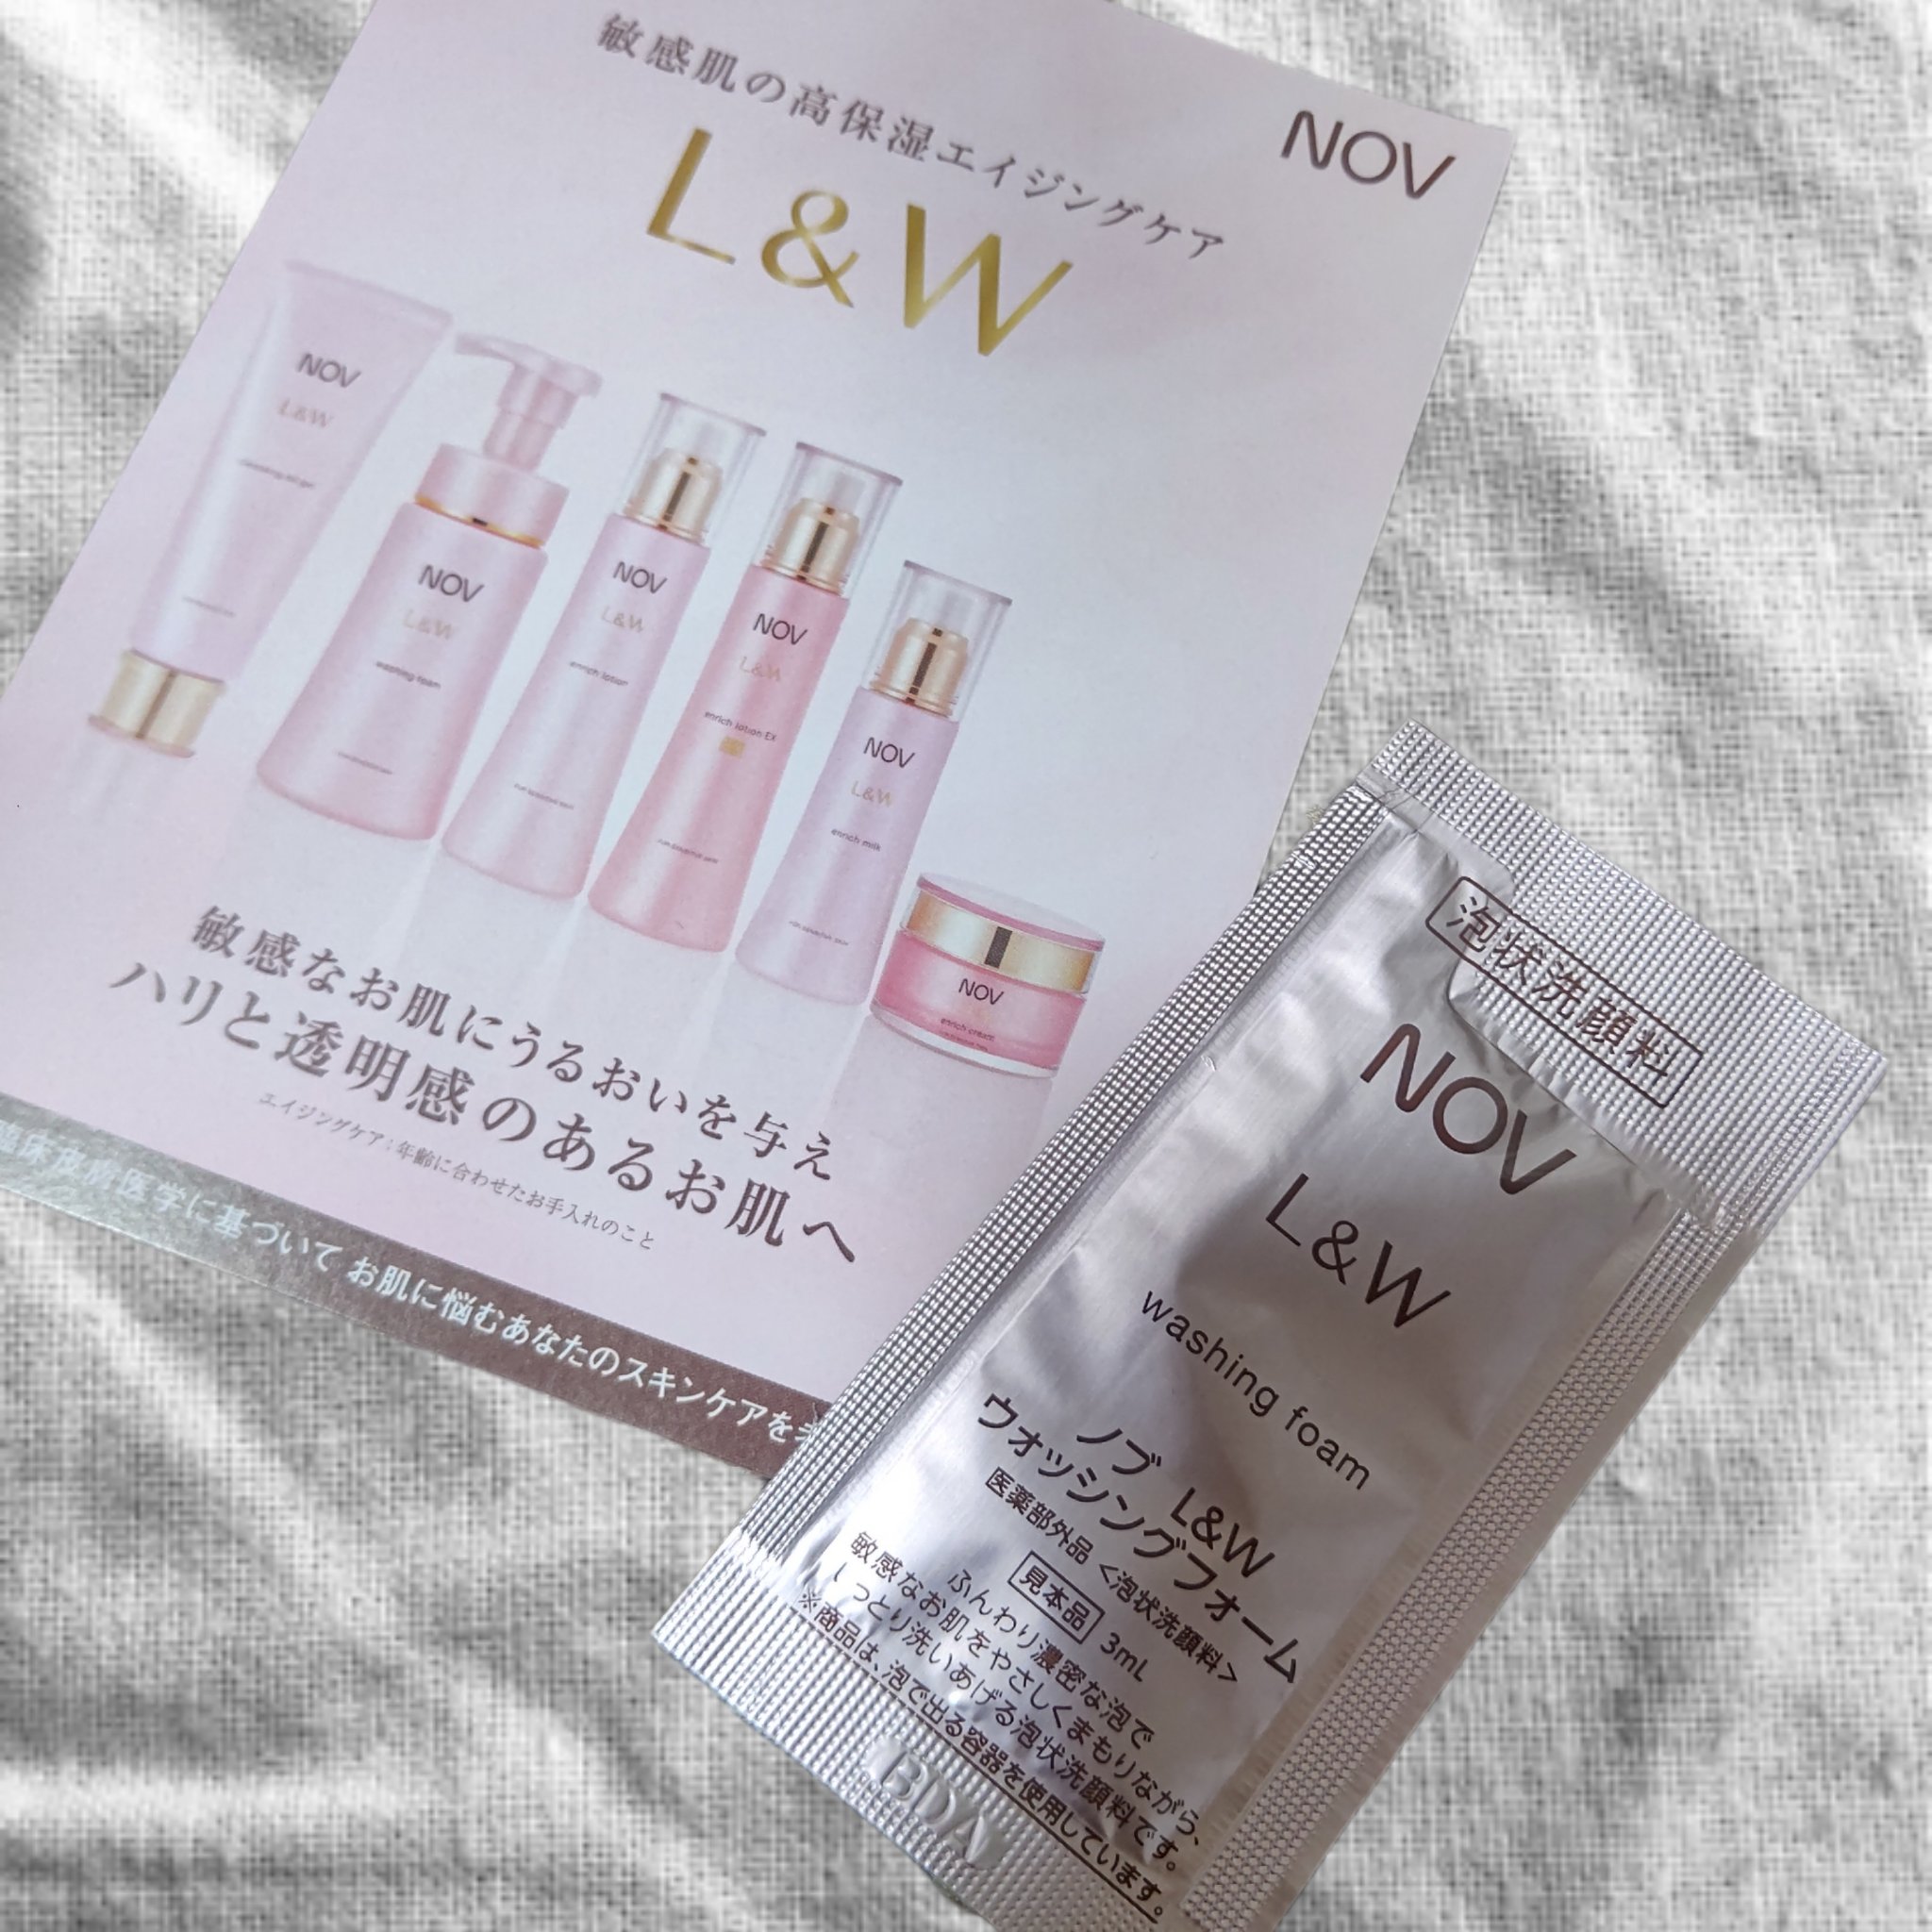 敏感肌の高保湿エイジングケア
NOV
L&W
NOV
L&W
NOV
L&W
washing foam
NOV
L&W
enrich lotion
NOV
L&W
enrich lotion EX
NOV
L&W
enrich milk
NOV
enrich cream
敏感なお肌にうるおいを与え
ハリと透明感のあるお肌へ
エイジングケア：年齢に合わせたお手入れのこと
臨床皮膚医学に基づいて お肌に悩むあなたのスキンケアを
泡状洗顔料
NOV
L&W
washing foam
ノブ L&W
ウォッシングフォーム
医薬部外品 <泡状洗顔料>
見本品 3mL
ふんわり濃密な泡で
敏感なお肌をやさしくまもりながら、
しっとり洗いあげる泡状洗顔料です。
※商品は、泡で出る容器を使用しています。
BDA